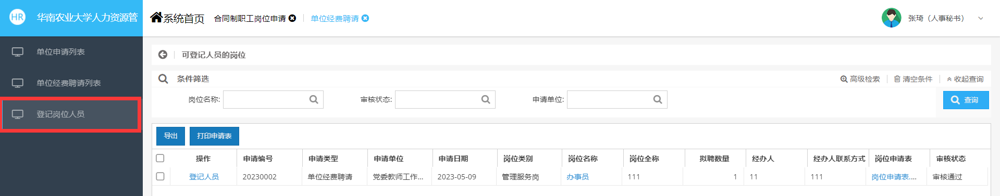 HR 华南农业大学人力资源管
系统首页 合同制职工岗位申请 单位经费聘请 张琦（人事秘书）
单位申请列表
单位经费聘请列表
登记岗位人员
可登记人员的岗位
条件筛选 高级检索 清空条件 收起查询
岗位名称: 审核状态: 申请单位: 查询
导出 打印申请表
操作 申请编号 申请类型 申请单位 申请日期 岗位类别 岗位名称 岗位全称 拟聘数量 经办人 经办人联系方式 岗位申请表 审核状态
登记人员 20230002 单位经费聘请 党委教师工作... 2023-05-09 管理服务岗 办事员 111 1 11 111 岗位申请表.... 审核通过